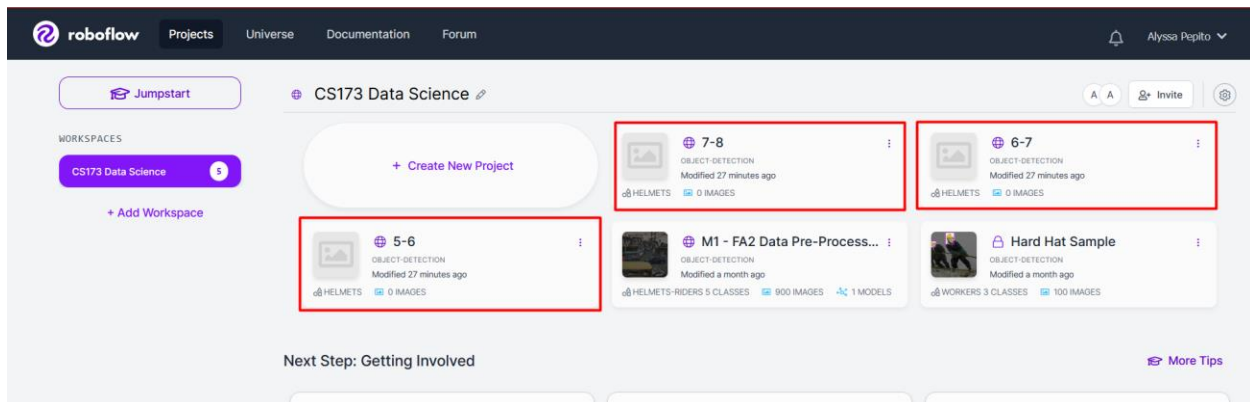 roboflow Projects Universe Documentation Forum Alyssa Pepito
Jumpstart
CS173 Data Science
A A Invite
WORKSPACES
CS173 Data Science 5
+ Add Workspace
+ Create New Project
7-8
OBJECT-DETECTION
Modified 27 minutes ago
HELMETS 0 IMAGES
6-7
OBJECT-DETECTION
Modified 27 minutes ago
HELMETS 0 IMAGES
5-6
OBJECT-DETECTION
Modified 27 minutes ago
HELMETS 0 IMAGES
M1 - FA2 Data Pre-Process...
OBJECT-DETECTION
Modified a month ago
HELMETS-RIDERS 5 CLASSES 900 IMAGES 1 MODELS
Hard Hat Sample
OBJECT-DETECTION
Modified a month ago
WORKERS 3 CLASSES 100 IMAGES
Next Step: Getting Involved
More Tips